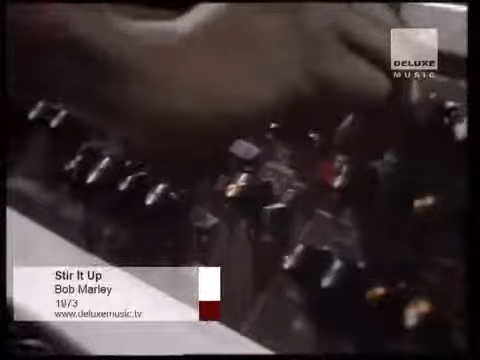 DELUXE
MUSIC
Stir It Up
Bob Marley
1973
www.deluxemusic.tv